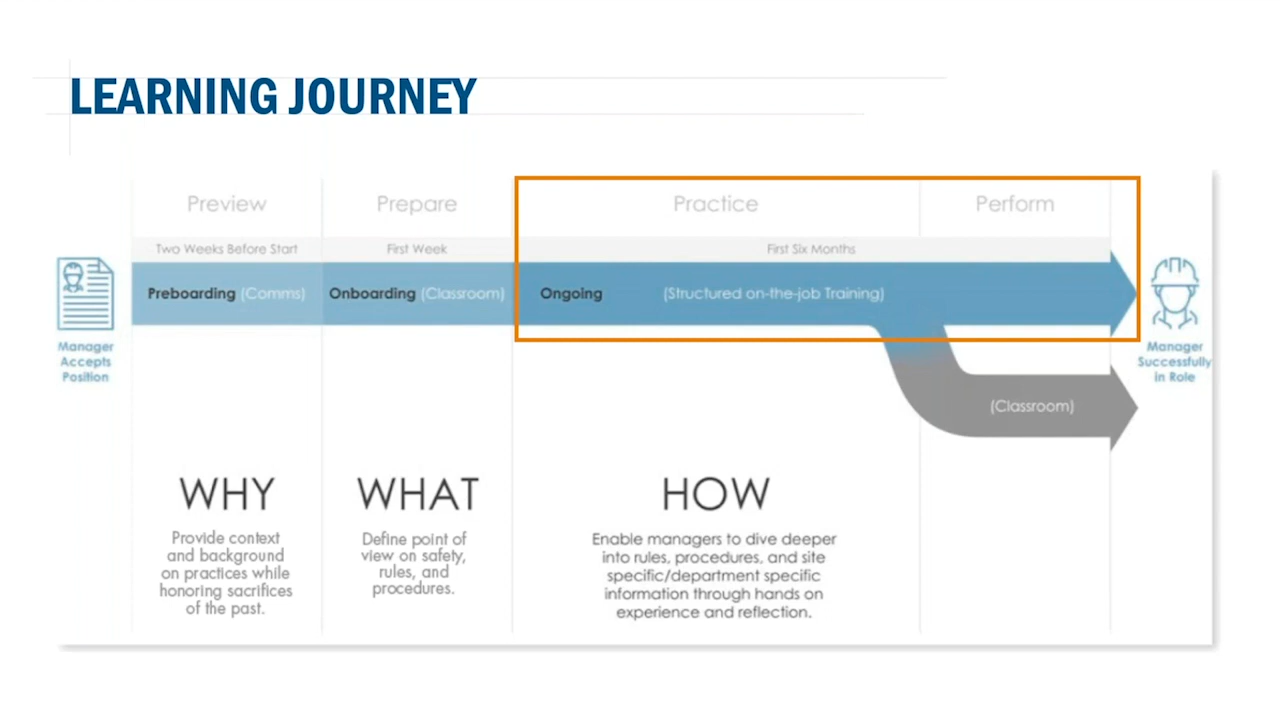 LEARNING JOURNEY
Preview
Prepare
Practice
Perform
Two Weeks Before Start
First Week
First Six Months
Preboarding (Comms)
Onboarding (Classroom)
Ongoing
(Structured on-the-job Training)
Manager
Accepts
Position
Manager
Successfully
in Role
(Classroom)
WHY
Provide context
and background
on practices while
honoring sacrifices
of the past.
WHAT
Define point of
view on safety,
rules, and
procedures.
HOW
Enable managers to dive deeper
into rules, procedures, and site
specific/department specific
information through hands on
experience and reflection.